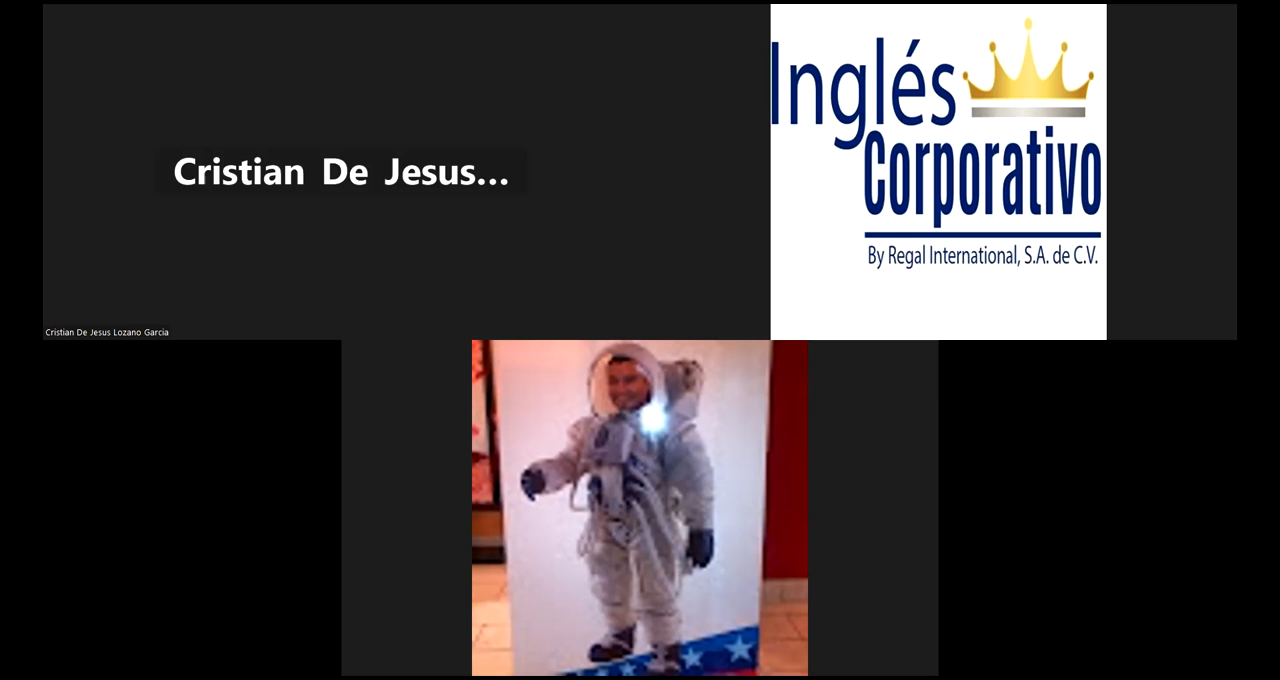 Cristian De Jesus...
Cristian De Jesus Lozano Garcia
Inglés
Corporativo
By Regal International, S.A. de C.V.